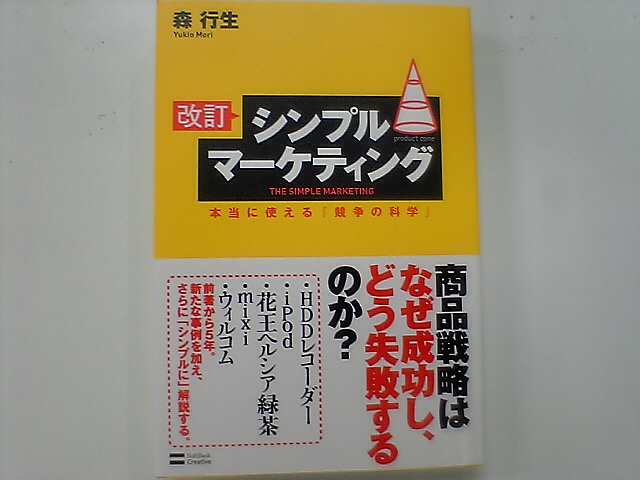 森 行生
Yukio Mori
改訂
シンプル
マーケティング
product cone
THE SIMPLE MARKETING
本当に使える「競争の科学」
商品戦略は
なぜ成功し、
どう失敗する
のか?
・HDDレコーダー
・iPod
・花王ヘルシア緑茶
・mixi
・ウィルコム
前著から5年。
新たな事例を加え、
さらに「シンプルに」解説する。
SoftBank
Creative